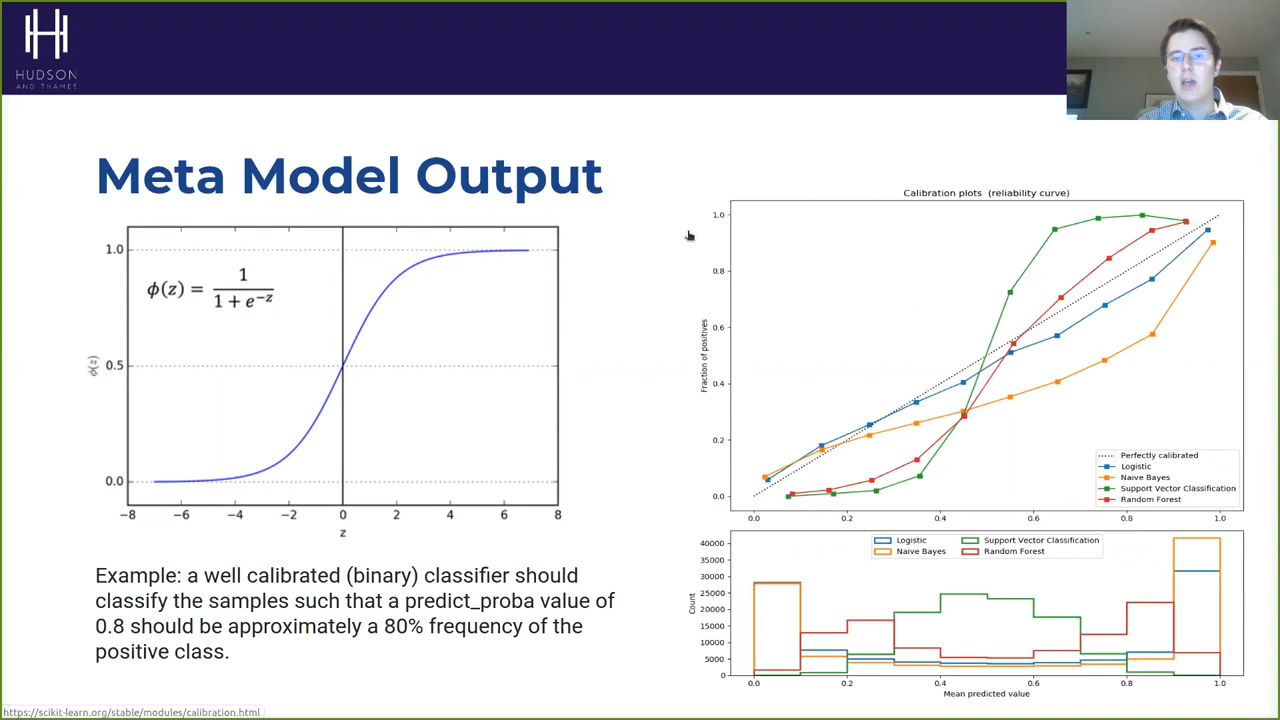 HUDSON
AND THAMES
Meta Model Output
1.0
0.5
0.0
ϕ(z)
ϕ(z) = 1 / (1 + e^−z)
−8 −6 −4 −2 0 2 4 6 8
z
Example: a well calibrated (binary) classifier should
classify the samples such that a predict_proba value of
0.8 should be approximately a 80% frequency of the
positive class.
Calibration plots (reliability curve)
1.0
0.8
0.6
0.4
0.2
0.0
Fraction of positives
Perfectly calibrated
Logistic
Naive Bayes
Support Vector Classification
Random Forest
0.0 0.2 0.4 0.6 0.8 1.0
Logistic
Naive Bayes
Support Vector Classification
Random Forest
40000
35000
30000
25000
20000
15000
10000
5000
0
Count
0.0 0.2 0.4 0.6 0.8 1.0
Mean predicted value
https://scikit-learn.org/stable/modules/calibration.html